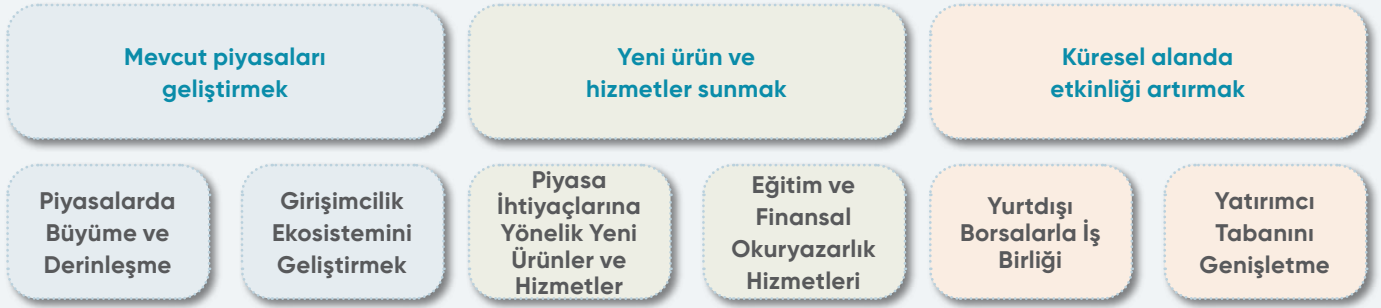 Mevcut piyasaları
geliştirmek
Yeni ürün ve
hizmetler sunmak
Küresel alanda
etkinliği artırmak
Piyasalarda
Büyüme ve
Derinleşme
Girişimcilik
Ekosistemini
Geliştirmek
Piyasa
İhtiyaçlarına
Yönelik Yeni
Ürünler ve
Hizmetler
Eğitim ve
Finansal
Okuryazarlık
Hizmetleri
Yurtdışı
Borsalarla İş
Birliği
Yatırımcı
Tabanını
Genişletme